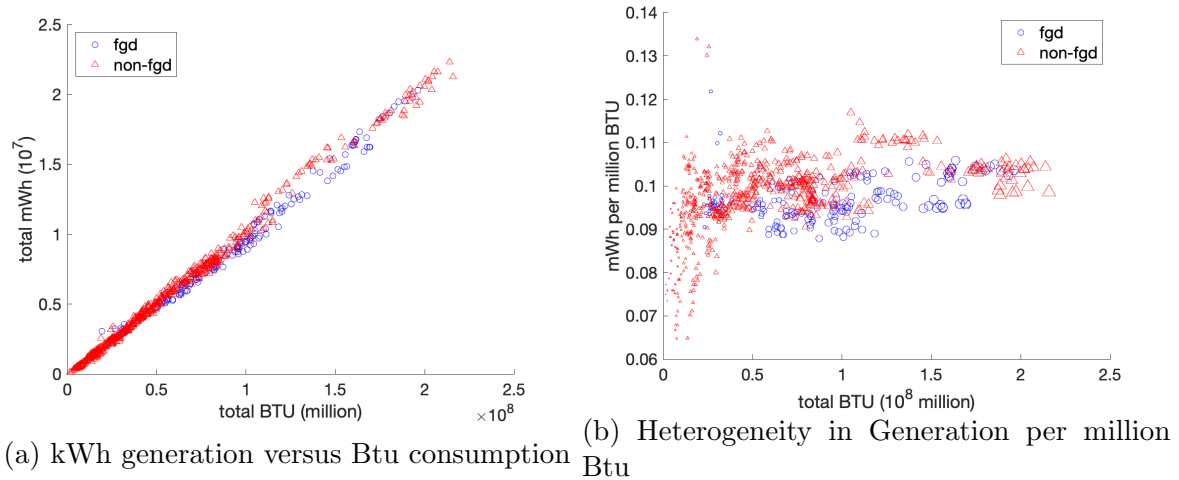 2.5
2
1.5
1
0.5
0
total mWh (10^7)
fgd
non-fgd
0 0.5 1 1.5 2 2.5
total BTU (million)
×10^8
(a) kWh generation versus Btu consumption
0.14
0.13
0.12
0.11
0.1
0.09
0.08
0.07
0.06
mWh per million BTU
fgd
non-fgd
0 0.5 1 1.5 2 2.5
total BTU (10^8 million)
(b) Heterogeneity in Generation per million
Btu